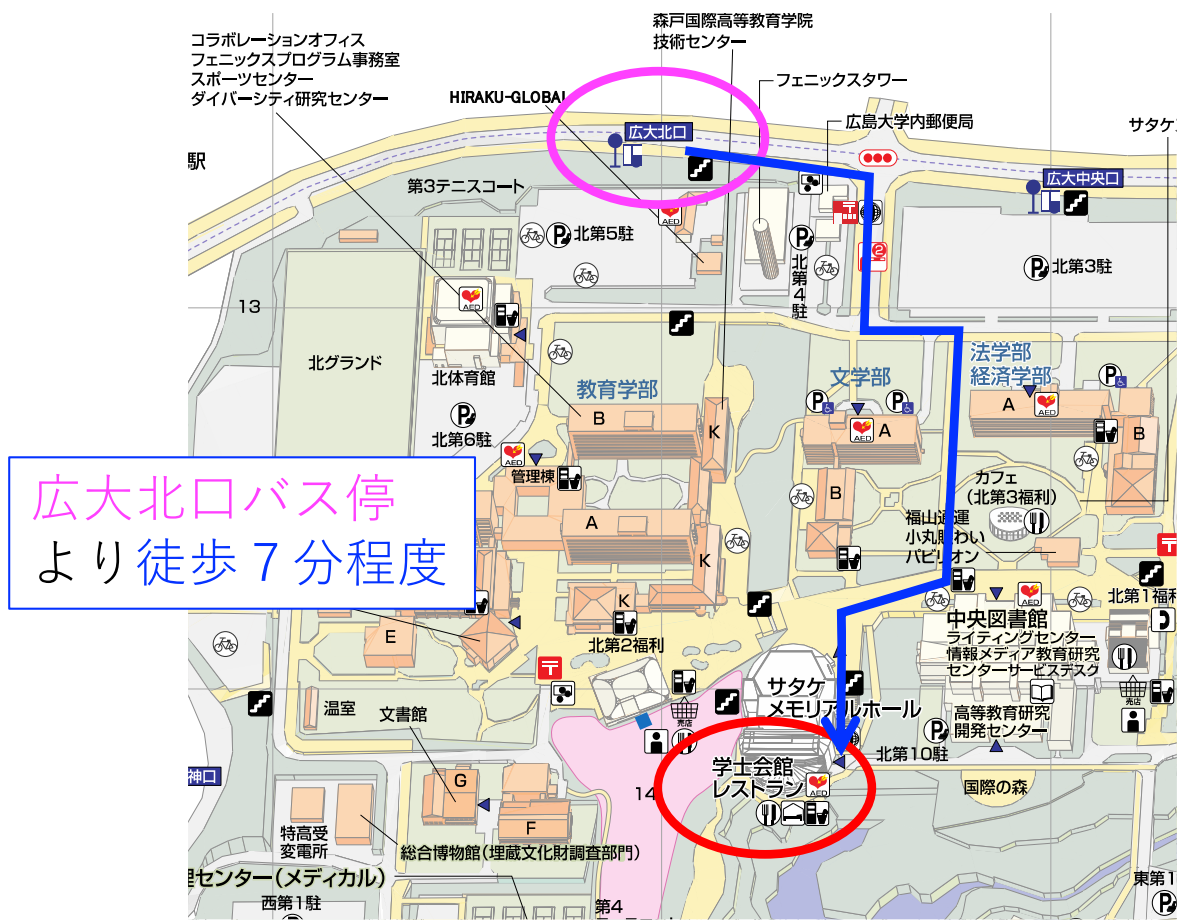 コラボレーションオフィス
フェニックスプログラム事務室
スポーツセンター
ダイバーシティ研究センター
森戸国際高等教育学院
技術センター
HIRAKU-GLOBAL
フェニックスタワー
広島大学内郵便局
サタケ
広大北口
駅
広大中央口
第3テニスコート
AED
北第5駐
北第4駐
北第3駐
13
AED
北グランド
北体育館
北第6駐
教育学部
文学部
法学部
経済学部
B
K
A
AED
A
AED
B
AED
管理棟
A
K
B
カフェ
(北第3福利)
福山通運
小丸賑わい
パビリオン
広大北口バス停
より徒歩７分程度
K
E
北第2福利
AED
北第1福利
中央図書館
ライティングセンター
情報メディア教育研究
センターサービスデスク
高等教育研究
開発センター
売店
サタケ
メモリアルホール
売店
北第10駐
温室
文書館
神口
学士会館
レストラン
AED
14
国際の森
G
F
特高受
変電所
総合博物館(埋蔵文化財調査部門)
センター(メディカル)
西第1駐
第4
東第1